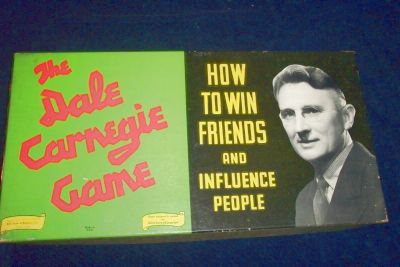 The
Dale
Carnegie
Game
HOW
TO WIN
FRIENDS
AND
INFLUENCE
PEOPLE